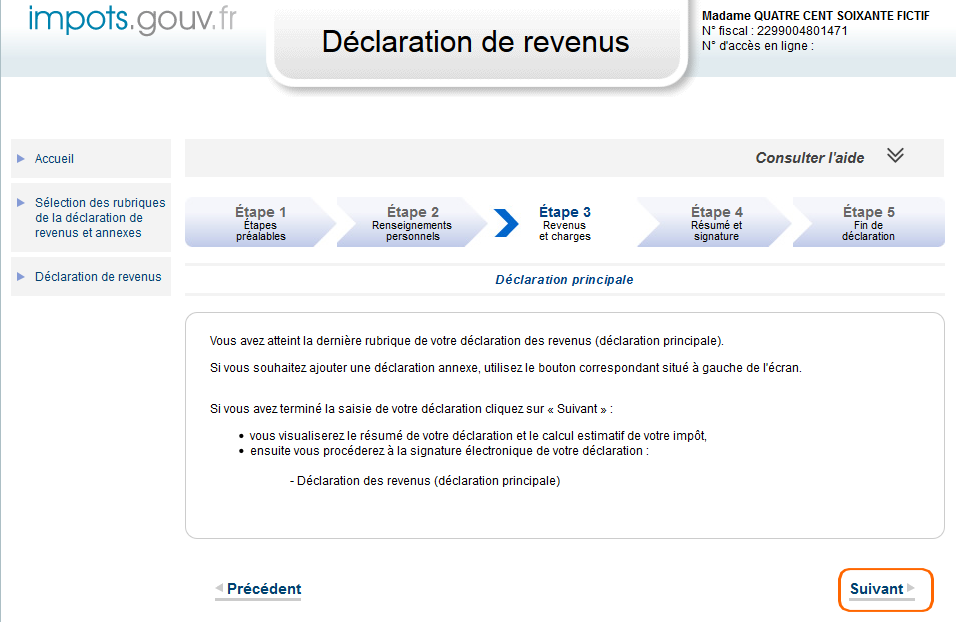 impots.gouv.fr
Déclaration de revenus
Madame QUATRE CENT SOIXANTE FICTIF
N° fiscal : 2299004801471
N° d'accès en ligne :
Accueil
Sélection des rubriques
de la déclaration de
revenus et annexes
Déclaration de revenus
Consulter l'aide
Étape 1
Étapes
préalables
Étape 2
Renseignements
personnels
Étape 3
Revenus
et charges
Étape 4
Résumé et
signature
Étape 5
Fin de
déclaration
Déclaration principale
Vous avez atteint la dernière rubrique de votre déclaration des revenus (déclaration principale).
Si vous souhaitez ajouter une déclaration annexe, utilisez le bouton correspondant situé à gauche de l'écran.
Si vous avez terminé la saisie de votre déclaration cliquez sur « Suivant » :
• vous visualiserez le résumé de votre déclaration et le calcul estimatif de votre impôt,
• ensuite vous procéderez à la signature électronique de votre déclaration :
- Déclaration des revenus (déclaration principale)
Précédent
Suivant